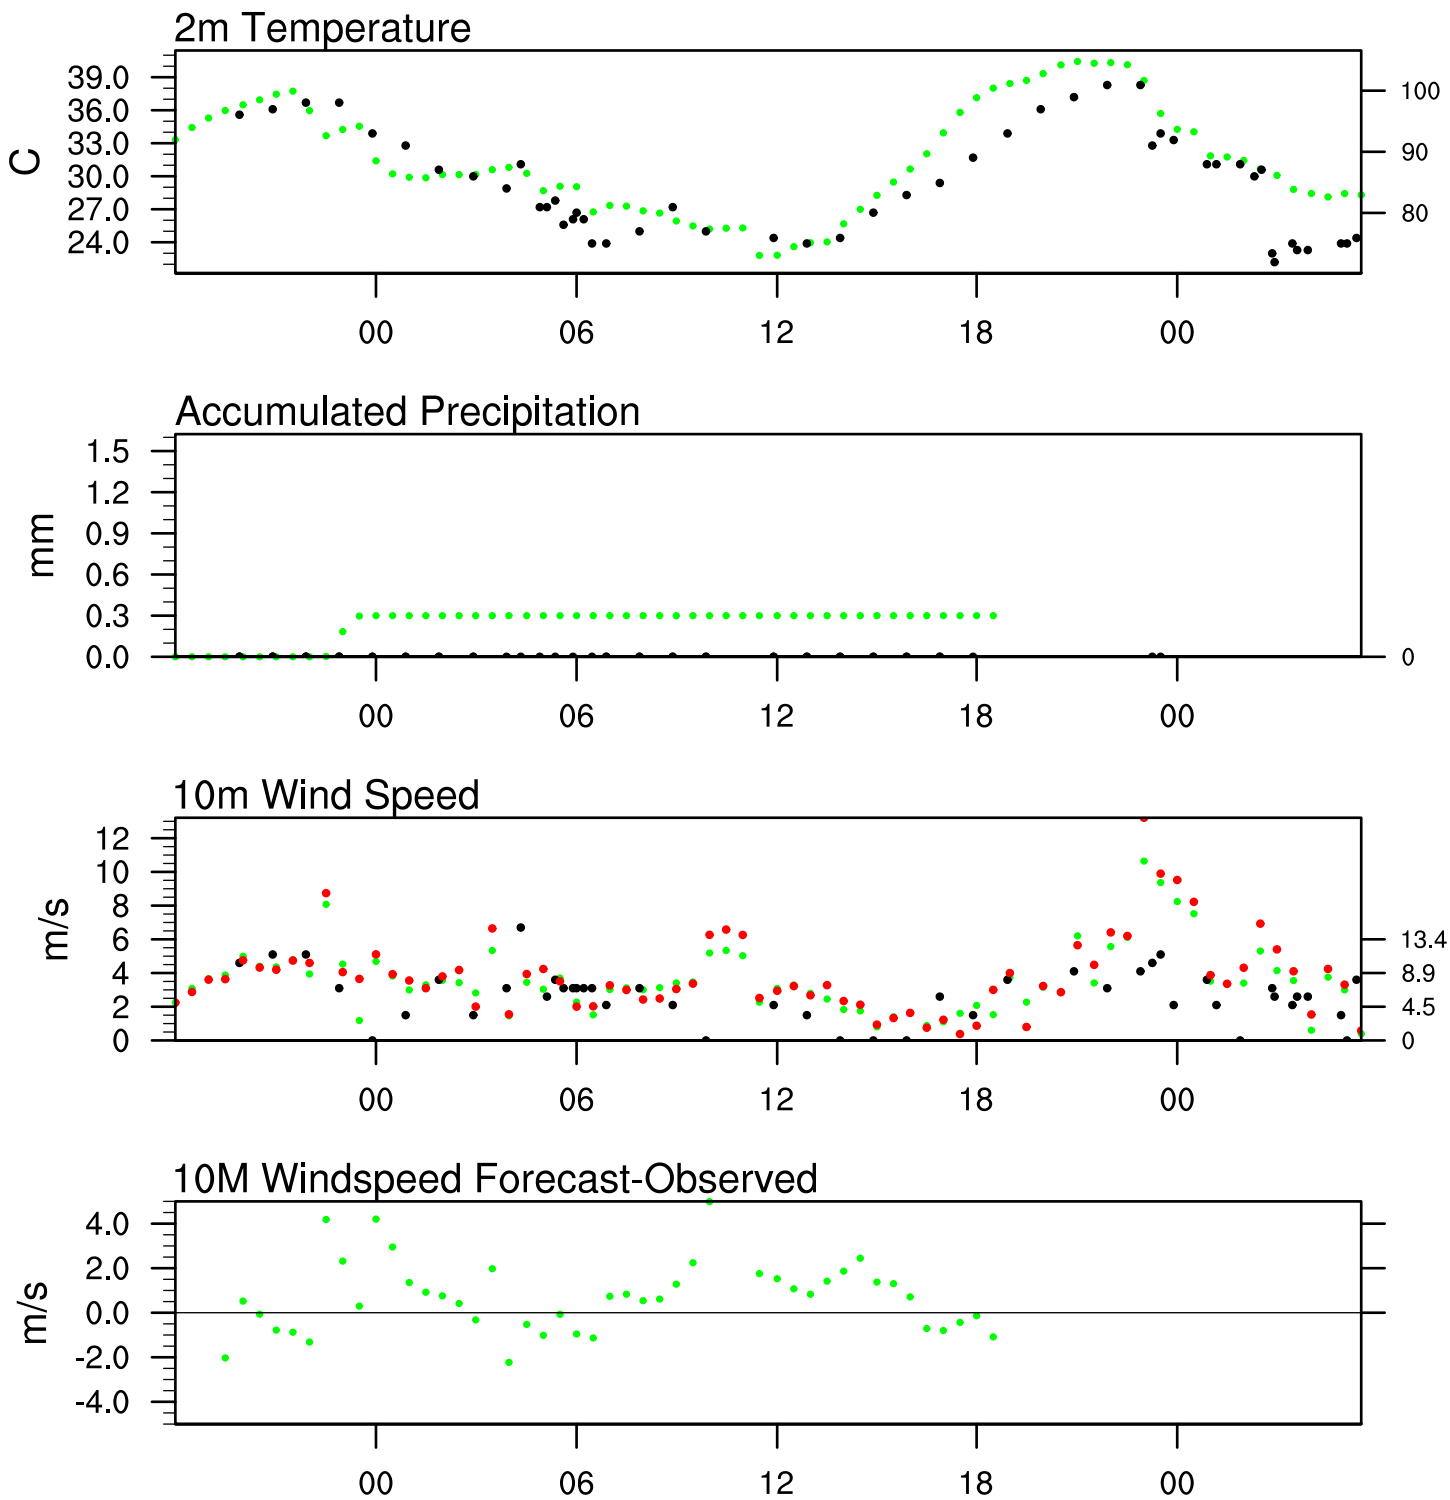 2m Temperature
39.0
36.0
33.0
30.0
27.0
24.0
C
100
90
80
00 06 12 18 00
Accumulated Precipitation
1.5
1.2
0.9
0.6
0.3
0.0
mm
0
00 06 12 18 00
10m Wind Speed
12
10
8
6
4
2
0
m/s
13.4
8.9
4.5
0
00 06 12 18 00
10M Windspeed Forecast-Observed
4.0
2.0
0.0
-2.0
-4.0
m/s
00 06 12 18 00